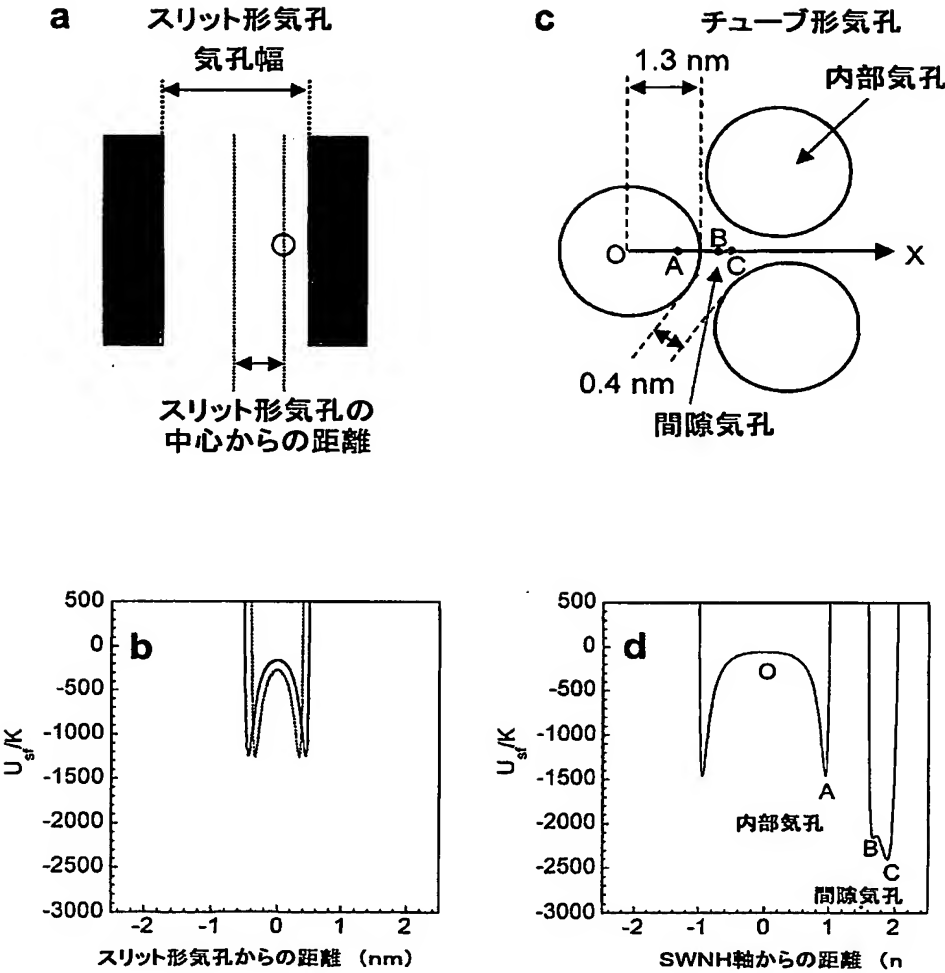 a
スリット形気孔
気孔幅
スリット形気孔の
中心からの距離
c
チューブ形気孔
1.3 nm
内部気孔
O
A
B
C
X
0.4 nm
間隙気孔
b
500
0
-500
-1000
-1500
-2000
-2500
-3000
Usf/K
-2
-1
0
1
2
スリット形気孔からの距離 (nm)
d
500
0
-500
-1000
-1500
-2000
-2500
-3000
Usf/K
O
A
内部気孔
B
C
間隙気孔
-2
-1
0
1
2
SWNH軸からの距離 (n